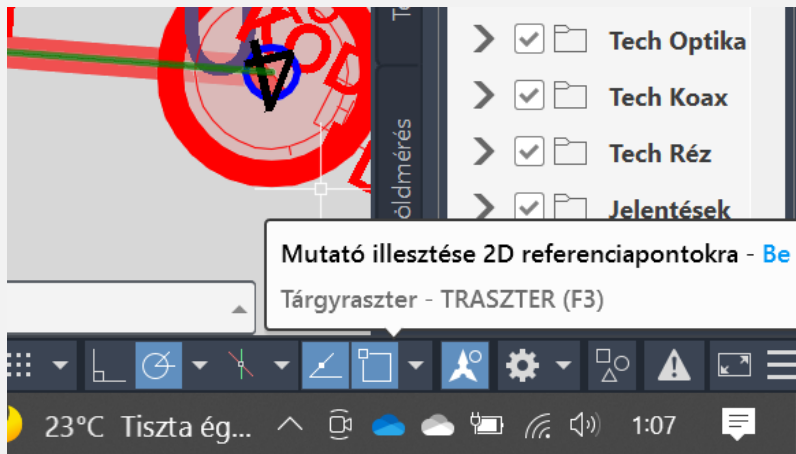 Tech Optika
Tech Koax
Tech Réz
Jelentések
Mutató illesztése 2D referenciapontokra - Be
Tárgyraszter - TRASZTER (F3)
23°C Tiszta ég...
1:07